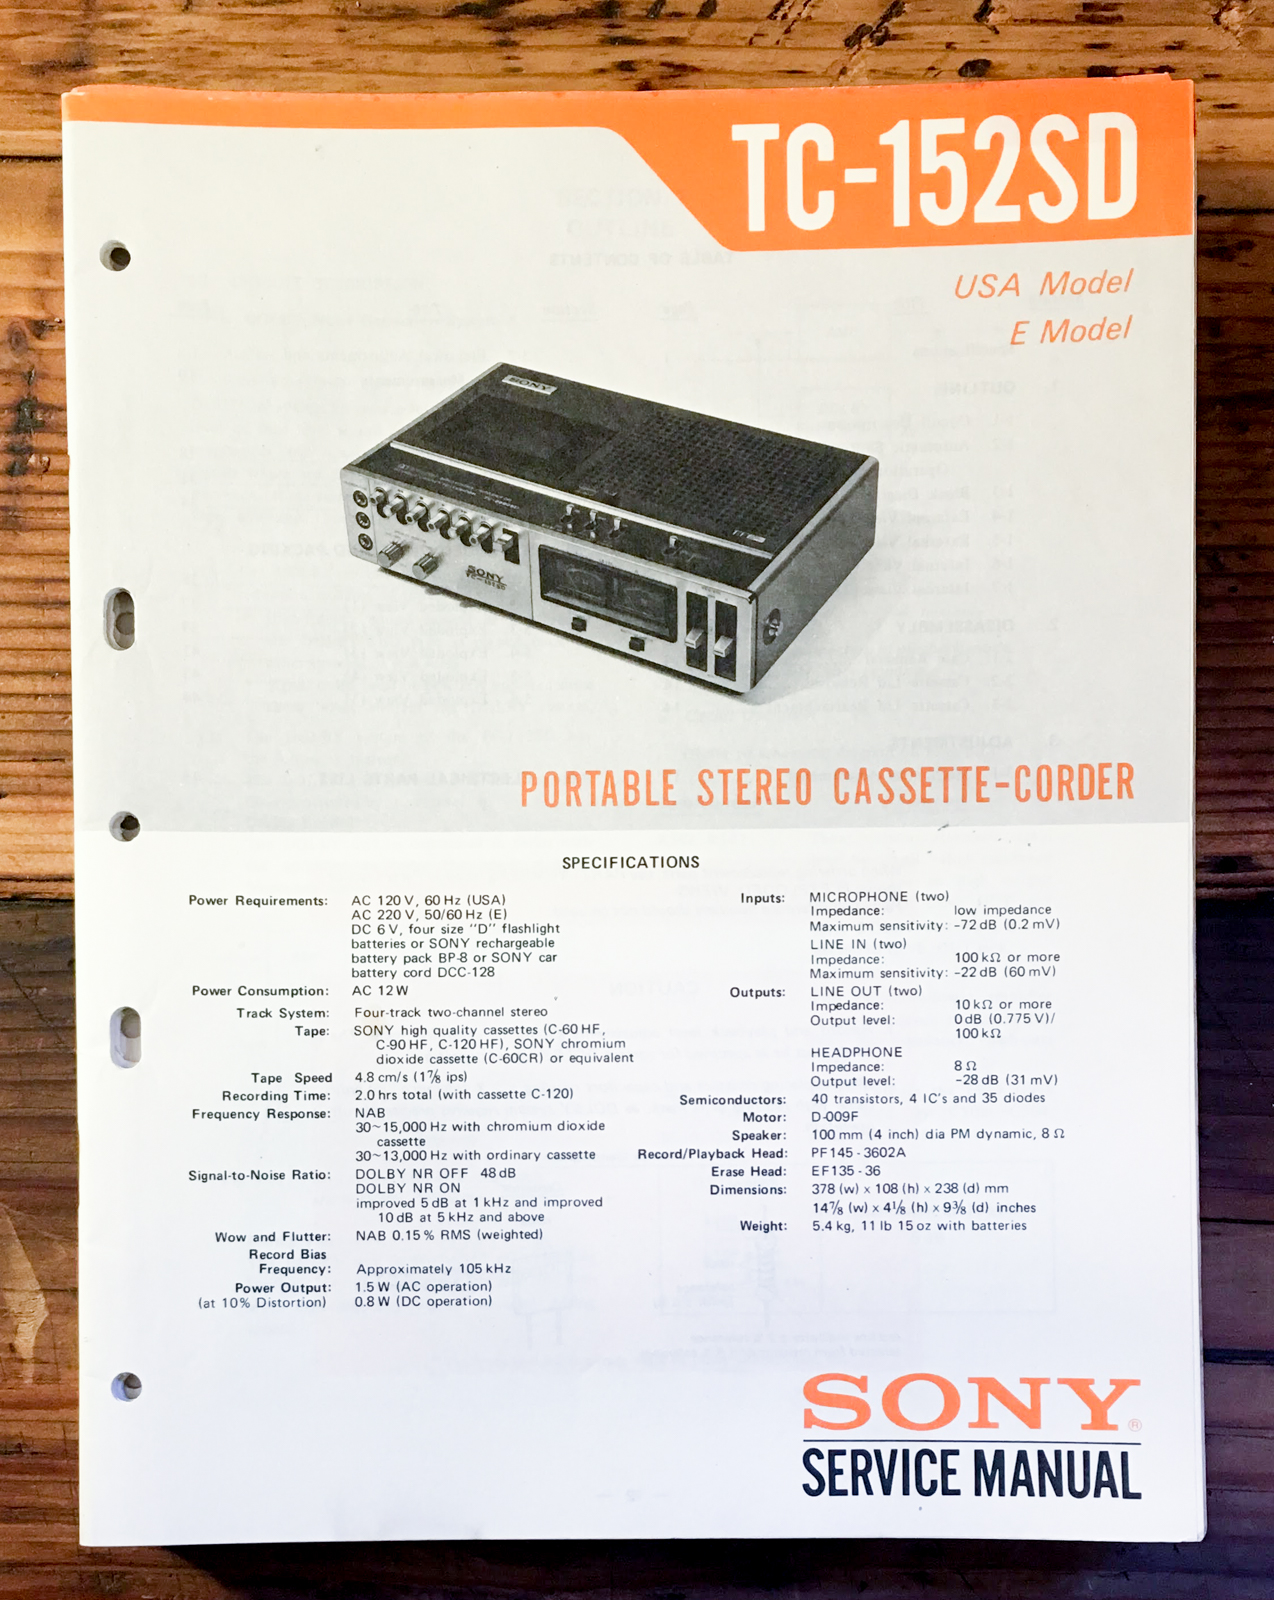 TC-152SD
USA Model
E Model
SONY
SONY
PORTABLE STEREO CASSETTE-CORDER
SPECIFICATIONS
Power Requirements: AC 120 V, 60 Hz (USA)
AC 220 V, 50/60 Hz (E)
DC 6 V, four size "D" flashlight
batteries or SONY rechargeable
battery pack BP-8 or SONY car
battery cord DCC-128
Power Consumption: AC 12 W
Track System: Four-track two-channel stereo
Tape: SONY high quality cassettes (C-60 HF,
C-90 HF, C-120 HF), SONY chromium
dioxide cassette (C-60CR) or equivalent
Tape Speed 4.8 cm/s (1⅞ ips)
Recording Time: 2.0 hrs total (with cassette C-120)
Frequency Response: NAB
30~15,000 Hz with chromium dioxide
cassette
30~13,000 Hz with ordinary cassette
Signal-to-Noise Ratio: DOLBY NR OFF 48 dB
DOLBY NR ON
improved 5 dB at 1 kHz and improved
10 dB at 5 kHz and above
Wow and Flutter: NAB 0.15 % RMS (weighted)
Record Bias
Frequency: Approximately 105 kHz
Power Output: 1.5 W (AC operation)
(at 10% Distortion) 0.8 W (DC operation)
Inputs: MICROPHONE (two)
Impedance: low impedance
Maximum sensitivity: -72 dB (0.2 mV)
LINE IN (two)
Impedance: 100 kΩ or more
Maximum sensitivity: -22 dB (60 mV)
Outputs: LINE OUT (two)
Impedance: 10 kΩ or more
Output level: 0 dB (0.775 V)/
100 kΩ
HEADPHONE
Impedance: 8 Ω
Output level: -28 dB (31 mV)
Semiconductors: 40 transistors, 4 IC's and 35 diodes
Motor: D-009F
Speaker: 100 mm (4 inch) dia PM dynamic, 8 Ω
Record/Playback Head: PF145-3602A
Erase Head: EF135-36
Dimensions: 378 (w) x 108 (h) x 238 (d) mm
14⅞ (w) x 4⅛ (h) x 9⅜ (d) inches
Weight: 5.4 kg, 11 lb 15 oz with batteries
SONY®
SERVICE MANUAL